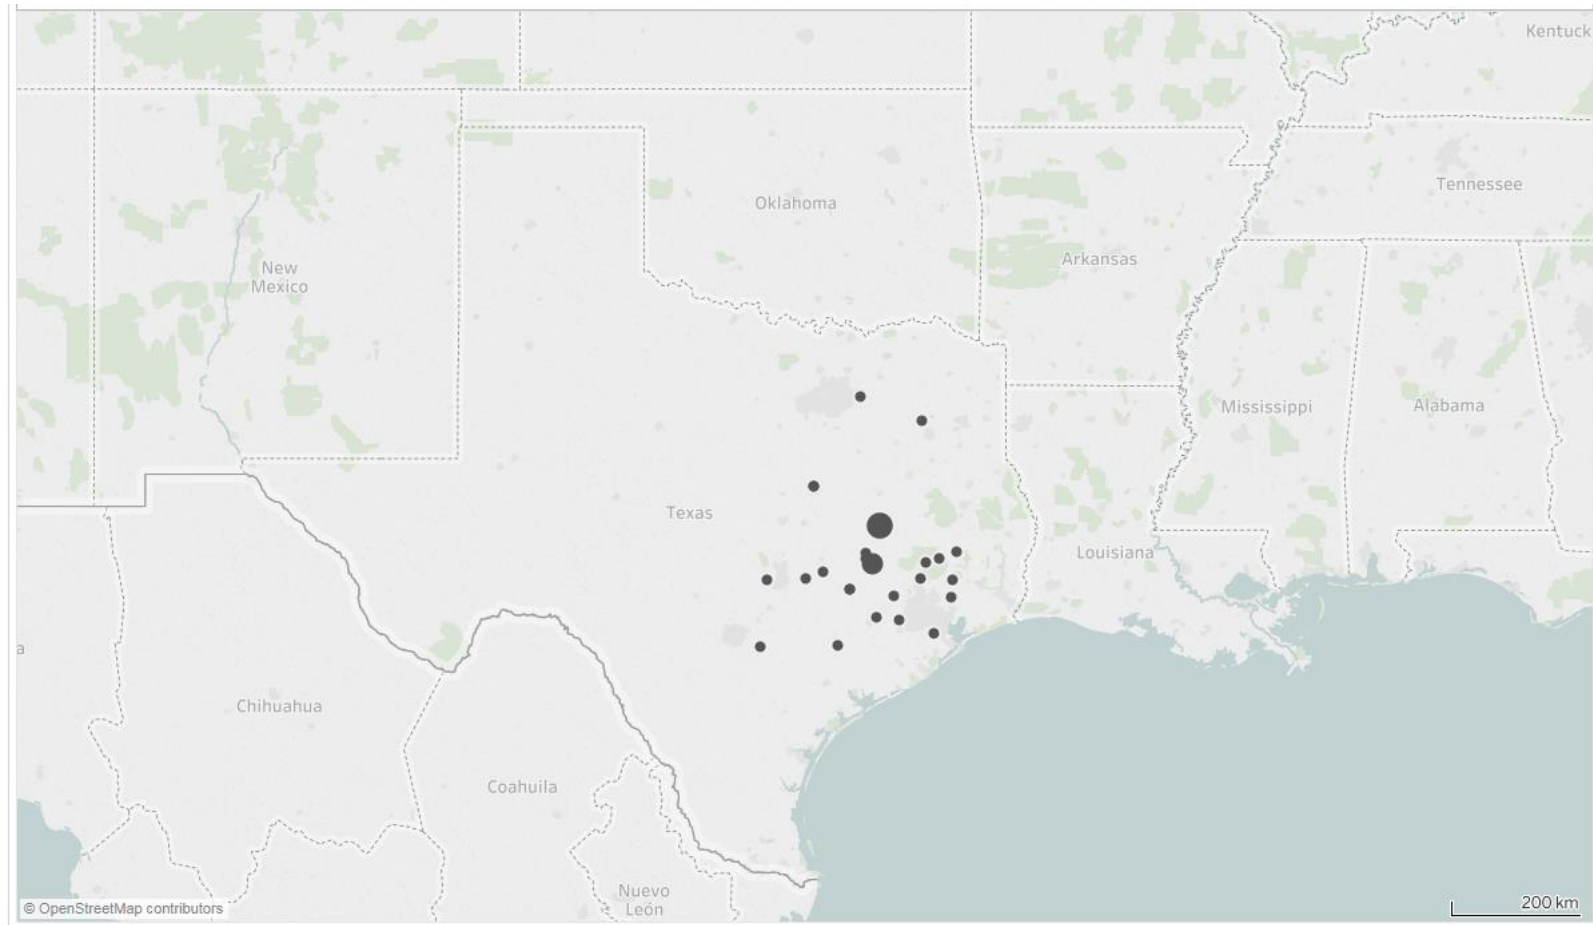 Kentuck
Tennessee
Oklahoma
Arkansas
New
Mexico
Mississippi
Alabama
Texas
Louisiana
a
Chihuahua
Coahuila
Nuevo
León
© OpenStreetMap contributors
200 km